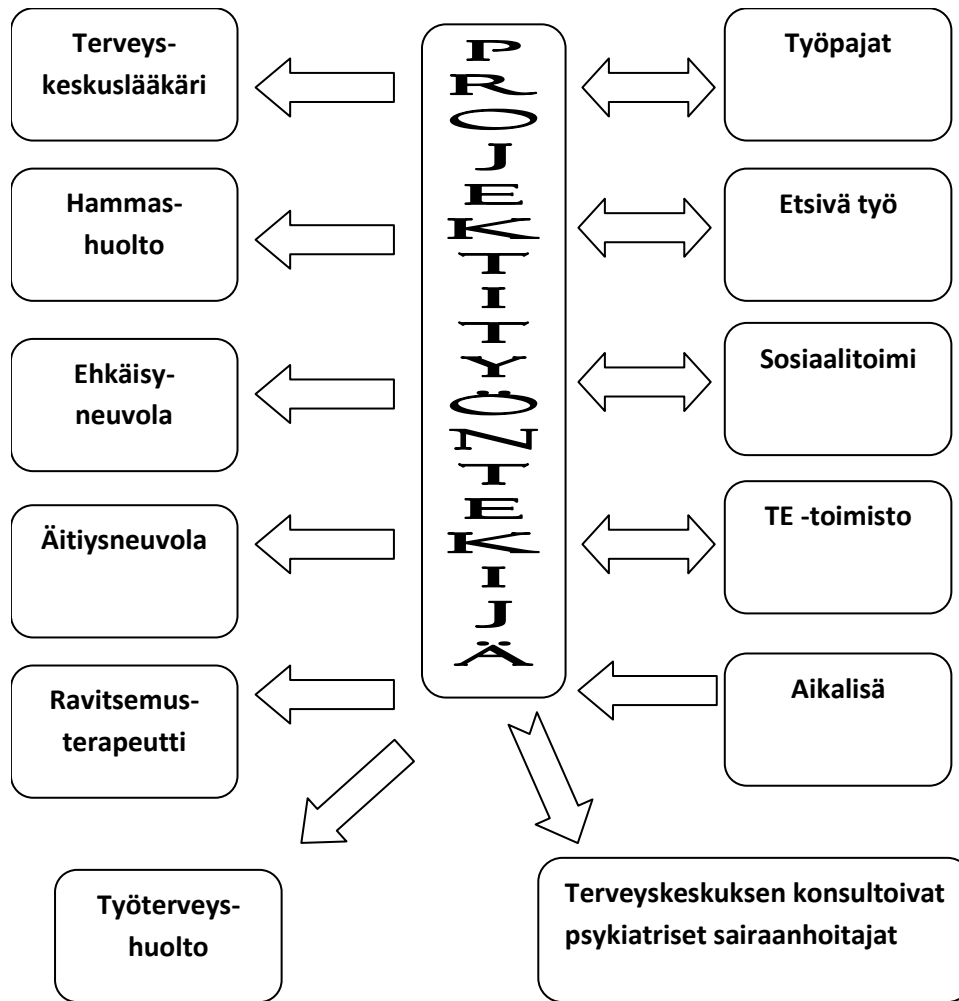 Terveys-
keskuslääkäri
Hammas-
huolto
Ehkäisy-
neuvola
Äitiysneuvola
Ravitsemus-
terapeutti
PROJEKTITYÖNTEKIJÄ
Työpajat
Etsivä työ
Sosiaalitoimi
TE -toimisto
Aikalisä
Työterveys-
huolto
Terveyskeskuksen konsultoivat
psykiatriset sairaanhoitajat